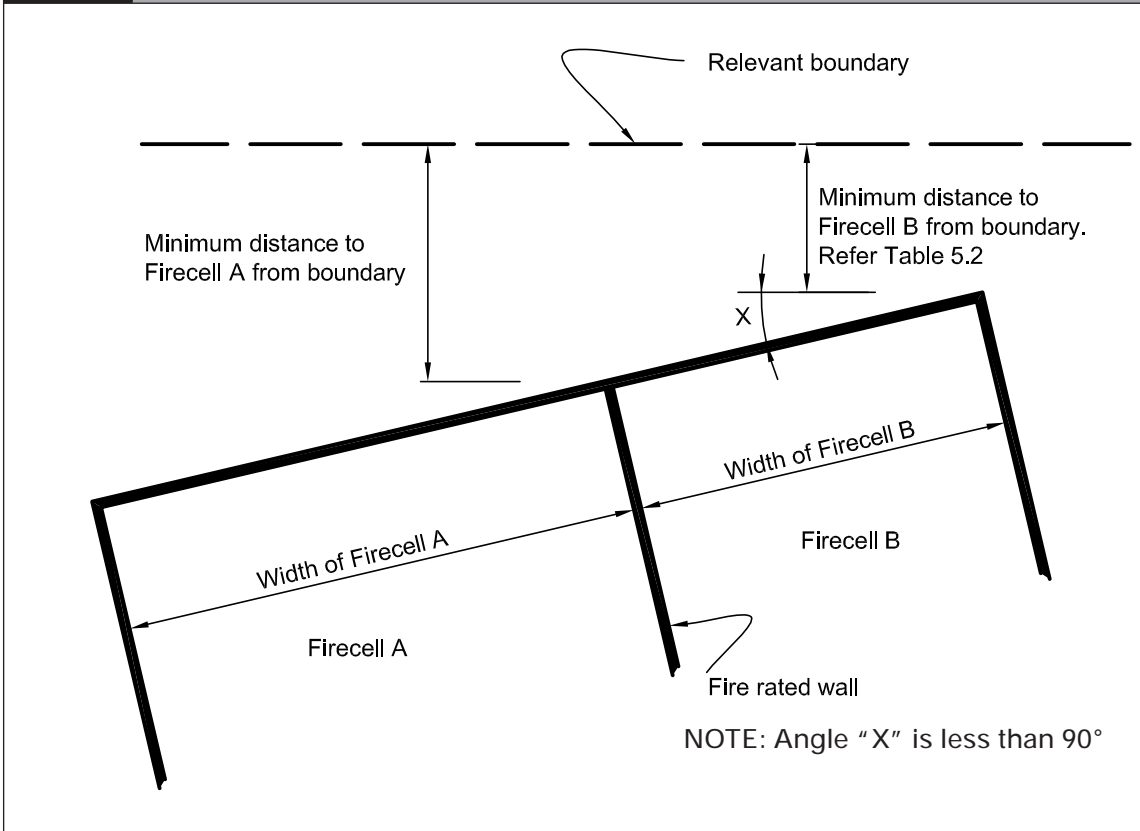 Relevant boundary
Minimum distance to
Firecell A from boundary
Minimum distance to
Firecell B from boundary.
Refer Table 5.2
X
Width of Firecell A
Width of Firecell B
Firecell A
Firecell B
Fire rated wall
NOTE: Angle “X” is less than 90°